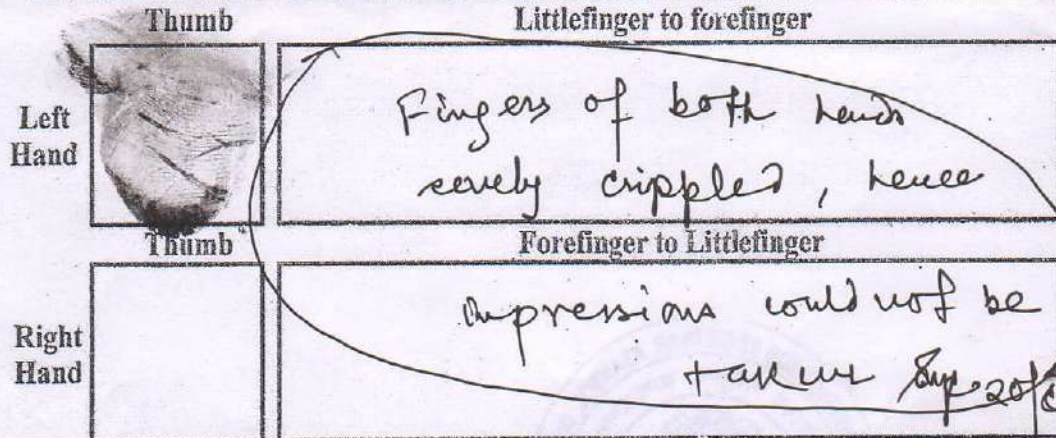 Thumb Littlefinger to forefinger
Left
Hand
Fingers of both hands
severely crippled, hence
Thumb Forefinger to Littlefinger
Right
Hand
impressions could not be
taken